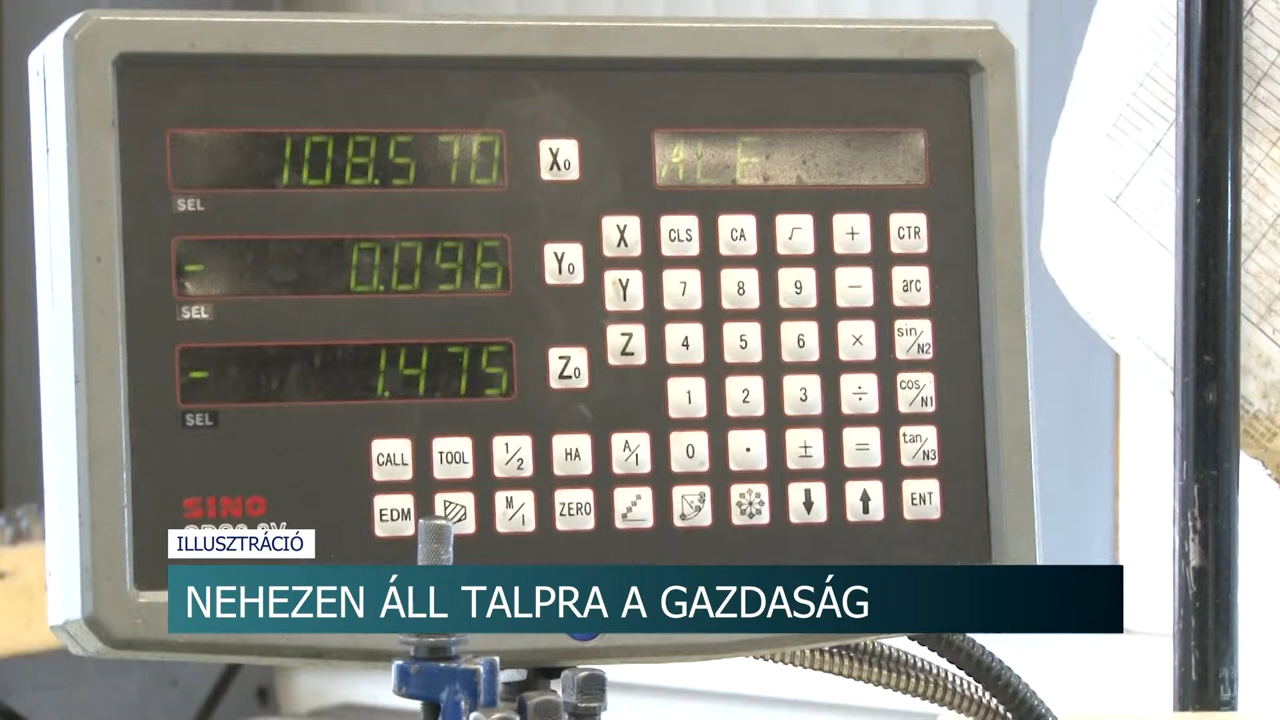 108.570
X₀
ALE
SEL
- 0.096
Y₀
SEL
- 1.475
Z₀
SEL
X CLS CA √ + CTR
Y 7 8 9 − arc
Z 4 5 6 × sin/N2
1 2 3 ÷ cos/N1
CALL TOOL 1/2 HA A/I 0 . ± = tan/N3
EDM M/I ZERO ↓ ↑ ENT
SINO
ILLUSZTRÁCIÓ
NEHEZEN ÁLL TALPRA A GAZDASÁG